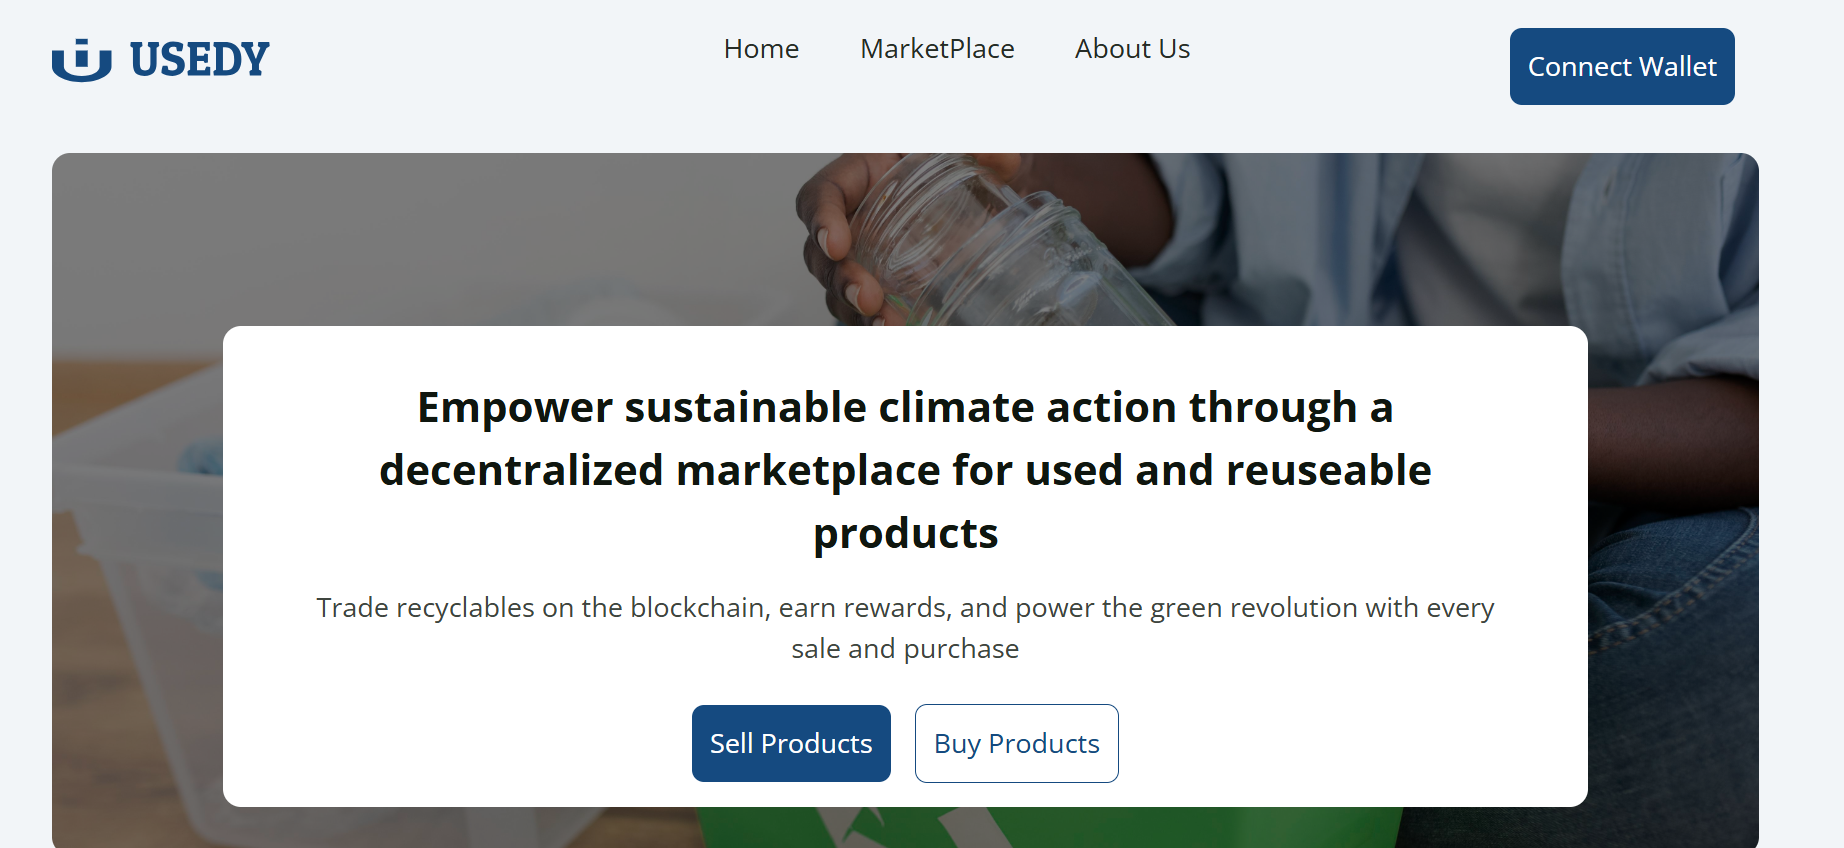 USEDY
Home
MarketPlace
About Us
Connect Wallet
Empower sustainable climate action through a
decentralized marketplace for used and reuseable
products
Trade recyclables on the blockchain, earn rewards, and power the green revolution with every
sale and purchase
Sell Products
Buy Products